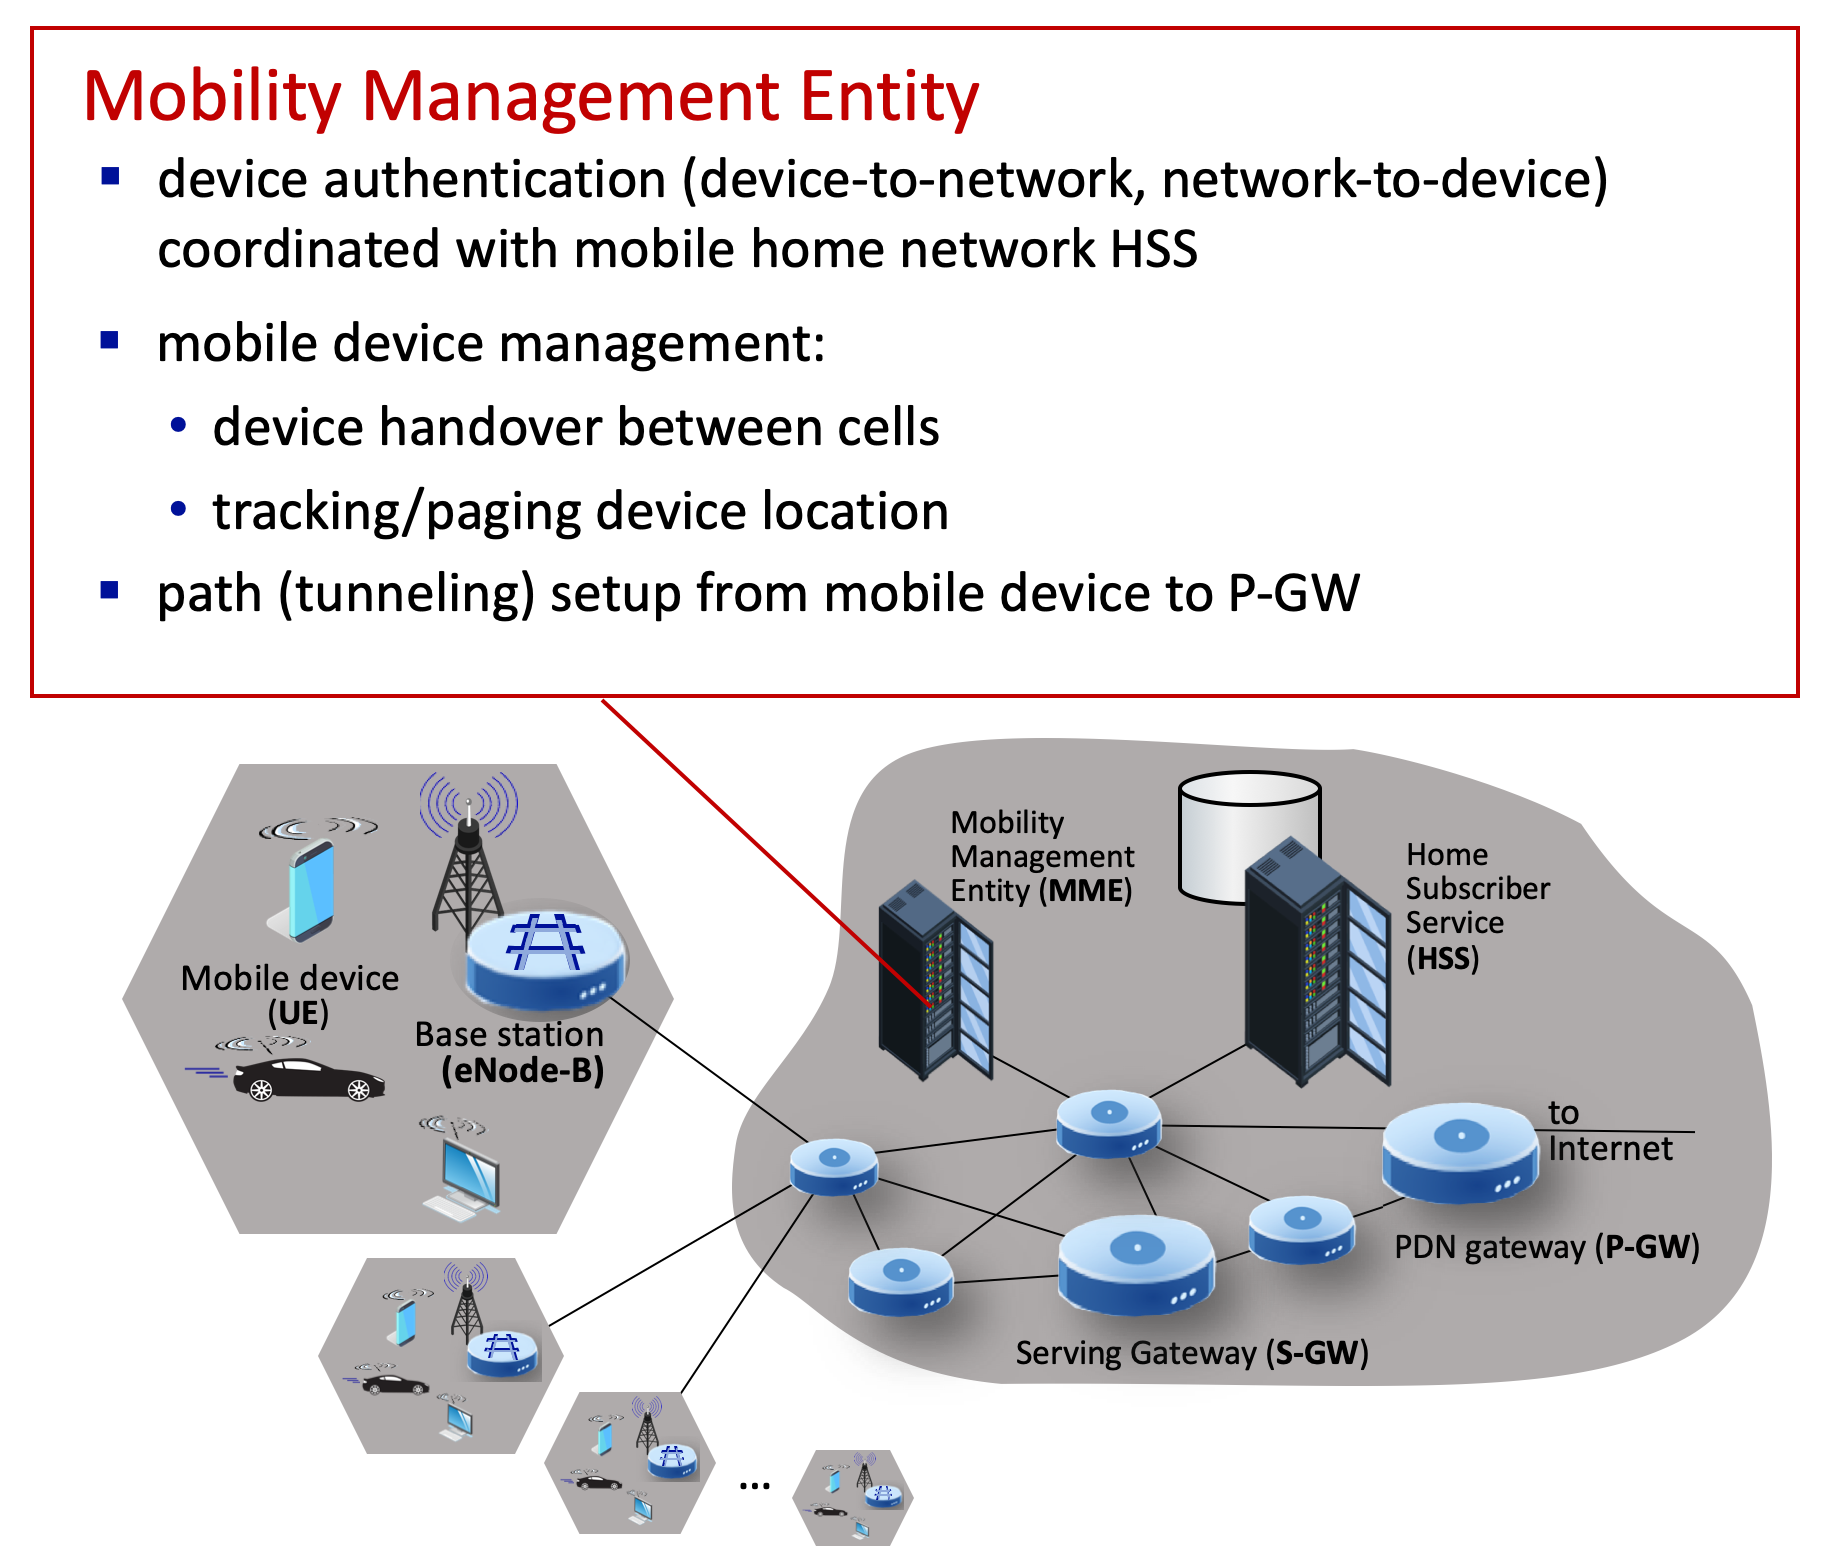 Mobility Management Entity
▪ device authentication (device-to-network, network-to-device)
coordinated with mobile home network HSS
▪ mobile device management:
• device handover between cells
• tracking/paging device location
▪ path (tunneling) setup from mobile device to P-GW
Mobility
Management
Entity (MME)
Home
Subscriber
Service
(HSS)
Mobile device
(UE)
Base station
(eNode-B)
to
Internet
PDN gateway (P-GW)
Serving Gateway (S-GW)
...